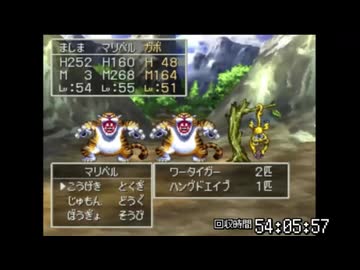 ましま マリベル ガボ
H252 H160 H 48
M 3 M268 M164
Lv:54 Lv:55 Lv:51
マリベル
こうげき とくぎ
じゅもん どうぐ
ぼうぎょ そうび
ワータイガー 2匹
ハングドエイプ 1匹
回収時間 54:05:57